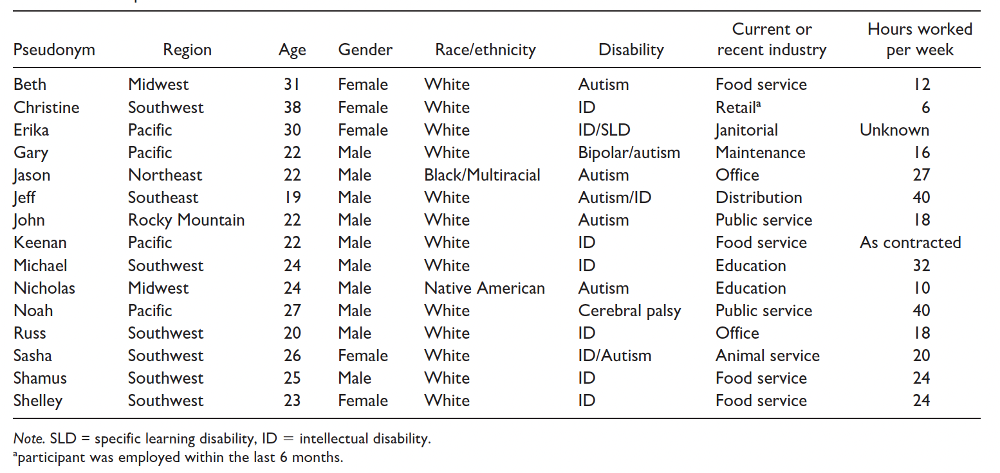 Current or Hours worked
Pseudonym Region Age Gender Race/ethnicity Disability recent industry per week
Beth Midwest 31 Female White Autism Food service 12
Christine Southwest 38 Female White ID Retailᵃ 6
Erika Pacific 30 Female White ID/SLD Janitorial Unknown
Gary Pacific 22 Male White Bipolar/autism Maintenance 16
Jason Northeast 22 Male Black/Multiracial Autism Office 27
Jeff Southeast 19 Male White Autism/ID Distribution 40
John Rocky Mountain 22 Male White Autism Public service 18
Keenan Pacific 22 Male White ID Food service As contracted
Michael Southwest 24 Male White ID Education 32
Nicholas Midwest 24 Male Native American Autism Education 10
Noah Pacific 27 Male White Cerebral palsy Public service 40
Russ Southwest 20 Male White ID Office 18
Sasha Southwest 26 Female White ID/Autism Animal service 20
Shamus Southwest 25 Male White ID Food service 24
Shelley Southwest 23 Female White ID Food service 24
Note. SLD = specific learning disability, ID = intellectual disability.
ᵃparticipant was employed within the last 6 months.